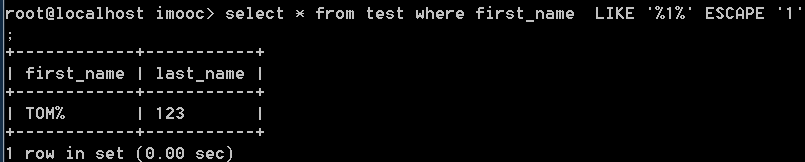 root@localhost imooc> select * from test where first_name  LIKE '%1%' ESCAPE '1'
;
+------------+-----------+
| first_name | last_name |
+------------+-----------+
| TOM%       | 123       |
+------------+-----------+
1 row in set (0.00 sec)